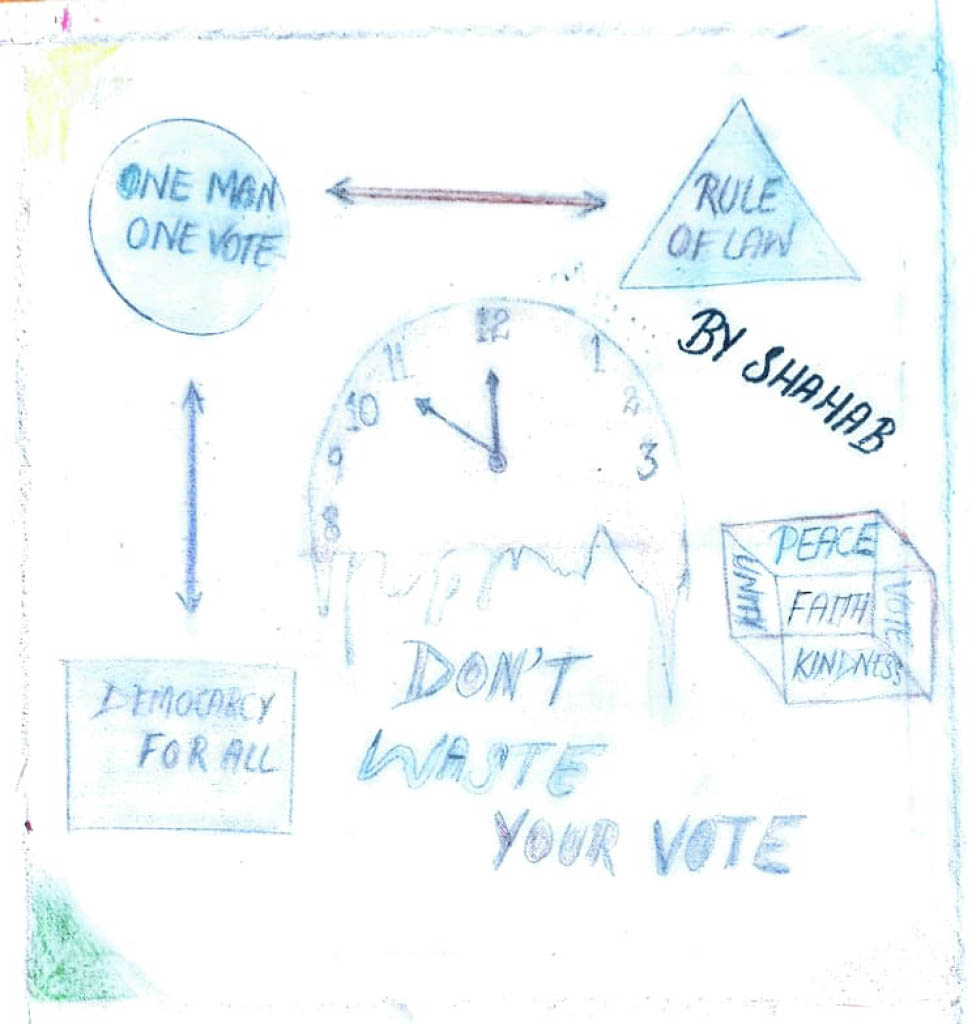 ONE MAN
ONE VOTE
RULE
OF LAW
BY SHAHAB
12
11
1
10
2
9
3
8
PEACE
UNITY
FAITH
VOTE
KINDNESS
DEMOCARCY
FOR ALL
DON'T
WASTE
YOUR VOTE